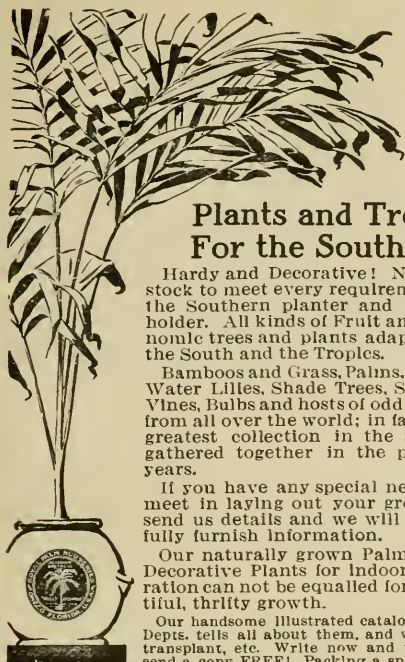 Plants and Tr
For the South
Hardy and Decorative! N
stock to meet every requiren
the Southern planter and
holder. All kinds of Fruit an
nomic trees and plants adap
the South and the Tropics.
Bamboos and Grass, Palms.
Water Lilies, Shade Trees, S
Vines, Bulbs and hosts of odd
from all over the world; in fa
greatest collection in the
gathered together in the p
years.
If you have any special ne
meet in laying out your gr
send us details and we will
fully furnish information.
Our naturally grown Palm
Decorative Plants for Indoor
ration can not be equalled for
tiful, thrifty growth.
Our handsome Illustrated catalo
Depts. tells all about them, and v
transplant, etc. Write now and